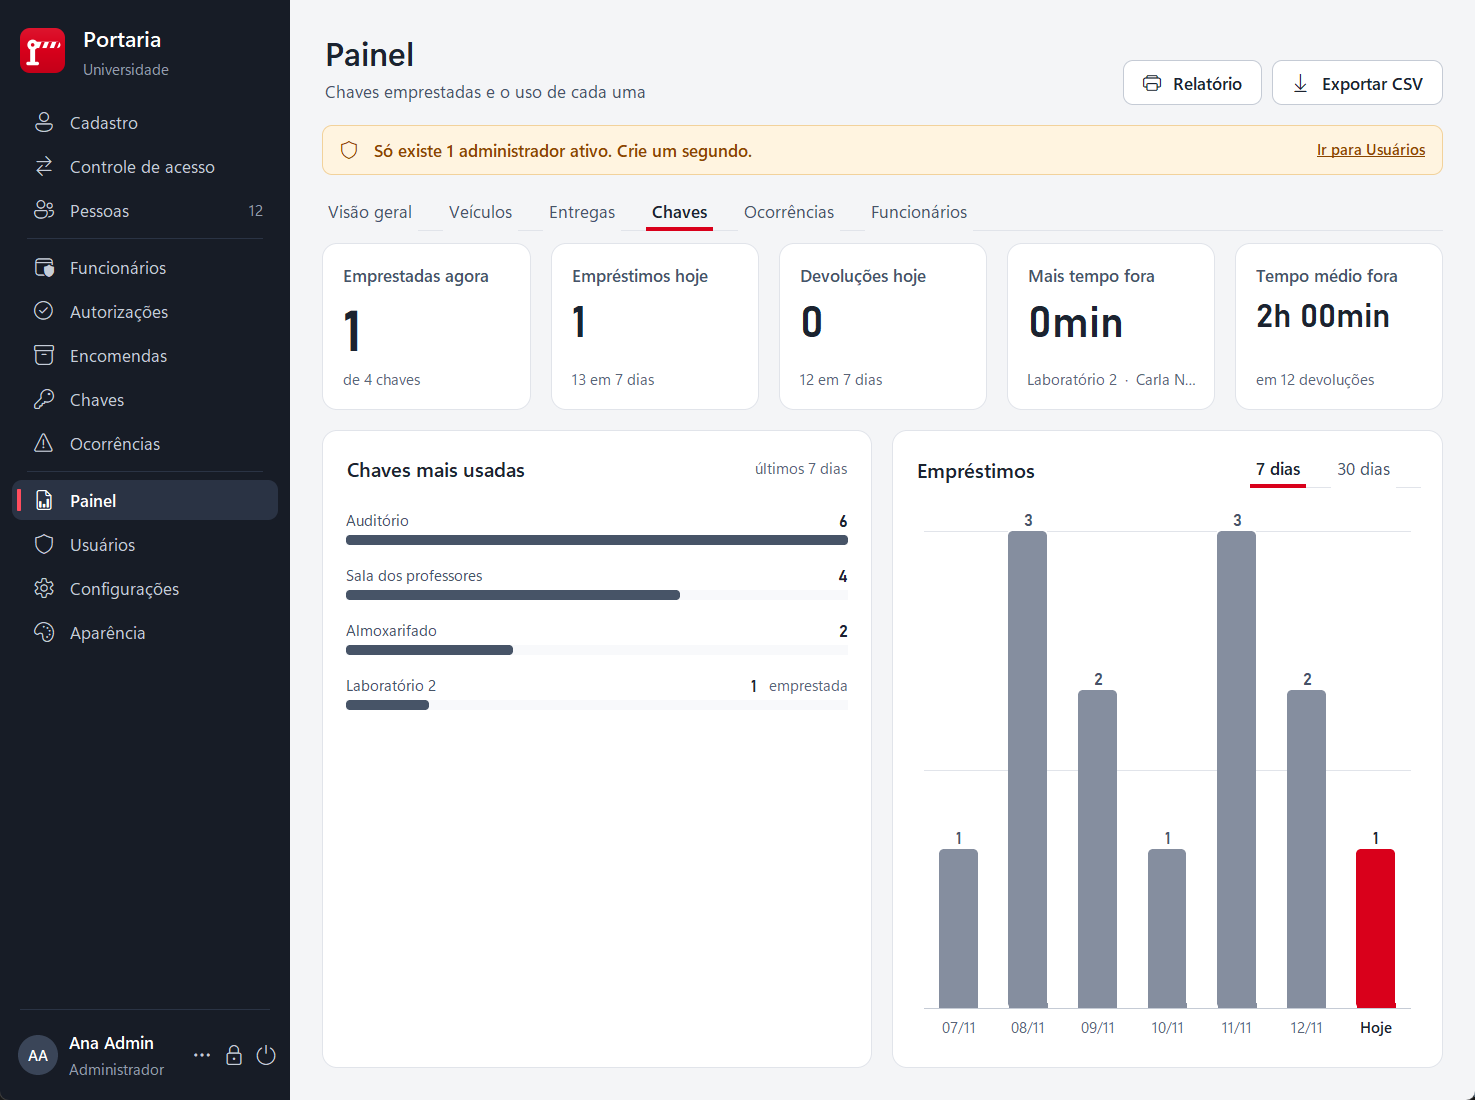 Portaria
Universidade
Cadastro
Controle de acesso
Pessoas 12
Funcionários
Autorizações
Encomendas
Chaves
Ocorrências
Painel
Usuários
Configurações
Aparência
AA
Ana Admin
Administrador
Painel
Chaves emprestadas e o uso de cada uma
Relatório
Exportar CSV
Só existe 1 administrador ativo. Crie um segundo.
Ir para Usuários
Visão geral Veículos Entregas Chaves Ocorrências Funcionários
Emprestadas agora
1
de 4 chaves
Empréstimos hoje
1
13 em 7 dias
Devoluções hoje
0
12 em 7 dias
Mais tempo fora
0min
Laboratório 2 · Carla N...
Tempo médio fora
2h 00min
em 12 devoluções
Chaves mais usadas
últimos 7 dias
Auditório 6
Sala dos professores 4
Almoxarifado 2
Laboratório 2 1 emprestada
Empréstimos
7 dias 30 dias
1 3 2 1 3 2 1
07/11 08/11 09/11 10/11 11/11 12/11 Hoje